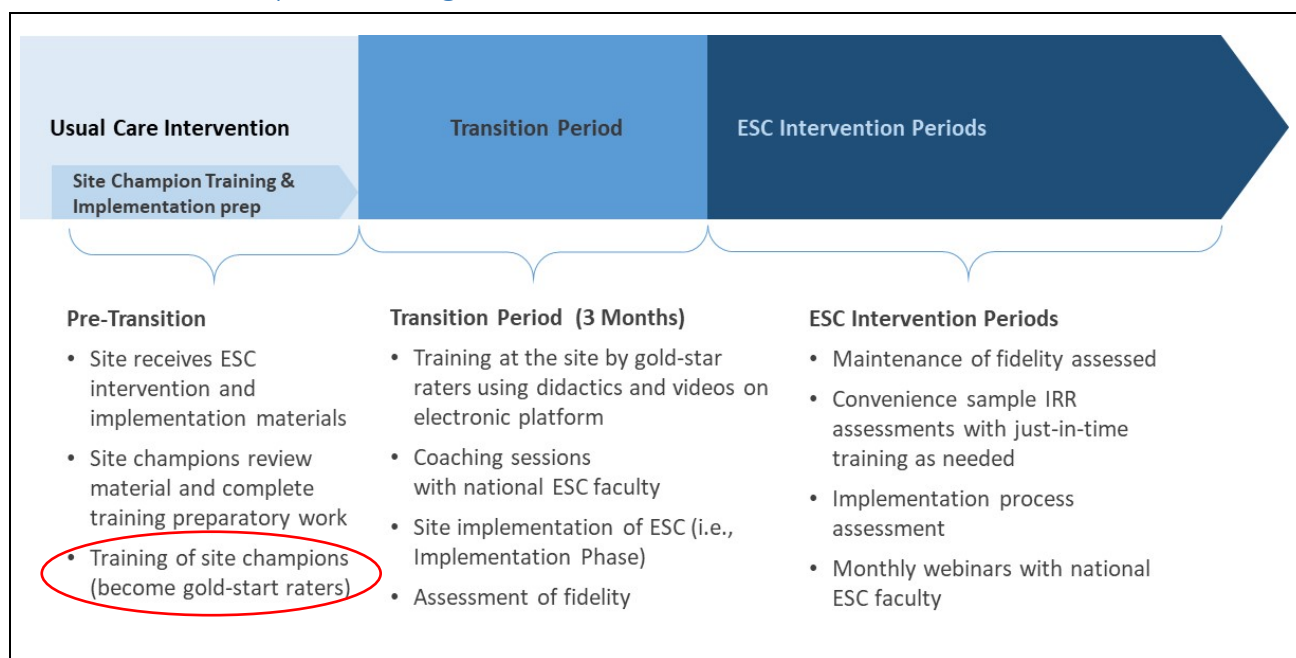 Usual Care Intervention
Site Champion Training &
Implementation prep
Transition Period
ESC Intervention Periods
Pre-Transition
• Site receives ESC
intervention and
implementation materials
• Site champions review
material and complete
training preparatory work
• Training of site champions
(become gold-start raters)
Transition Period (3 Months)
• Training at the site by gold-star
raters using didactics and videos on
electronic platform
• Coaching sessions
with national ESC faculty
• Site implementation of ESC (i.e.,
Implementation Phase)
• Assessment of fidelity
ESC Intervention Periods
• Maintenance of fidelity assessed
• Convenience sample IRR
assessments with just-in-time
training as needed
• Implementation process
assessment
• Monthly webinars with national
ESC faculty